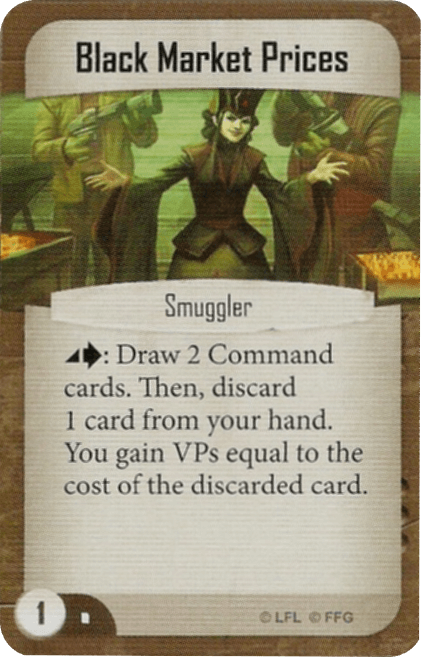 Black Market Prices
Smuggler
: Draw 2 Command
cards. Then, discard
1 card from your hand.
You gain VPs equal to the
cost of the discarded card.
1
© LFL © FFG